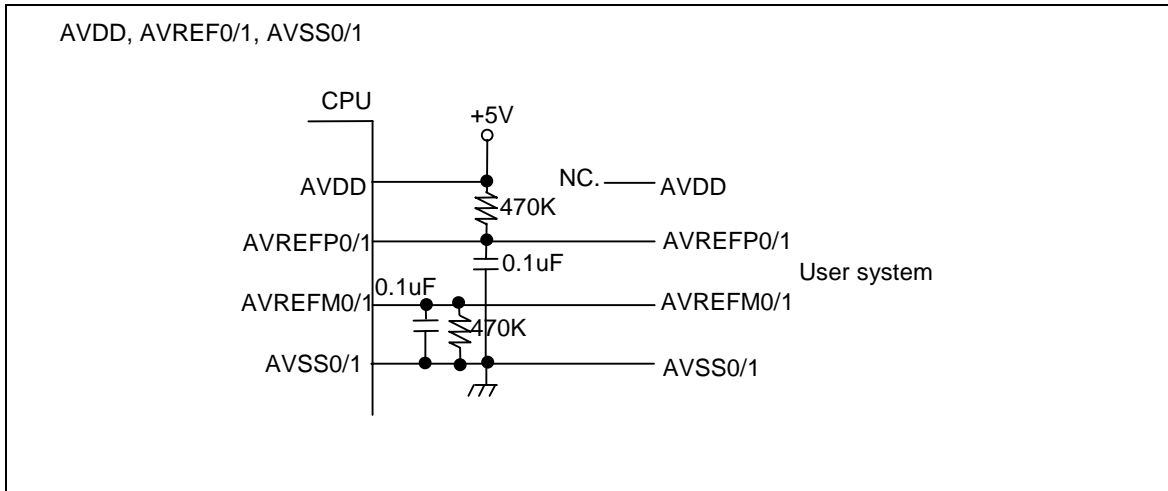 AVDD, AVREF0/1, AVSS0/1
CPU
+5V
AVDD
NC.
AVDD
470K
AVREFP0/1
AVREFP0/1
0.1uF
User system
0.1uF
AVREFM0/1
AVREFM0/1
470K
AVSS0/1
AVSS0/1